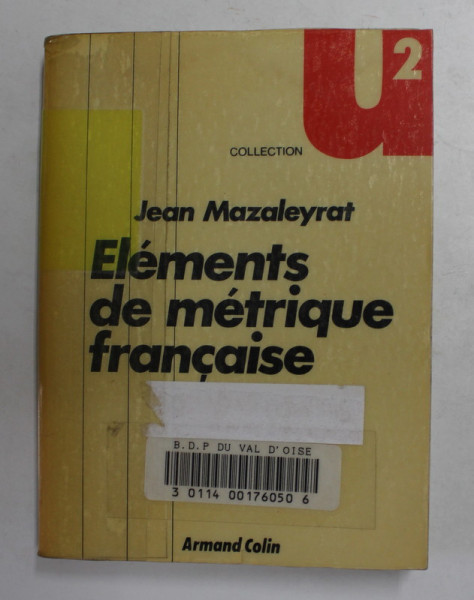 U2
COLLECTION
Jean Mazaleyrat
Eléments
de métrique
française
B.D.P DU VAL D'OISE
3 0114 00176050 6
Armand Colin